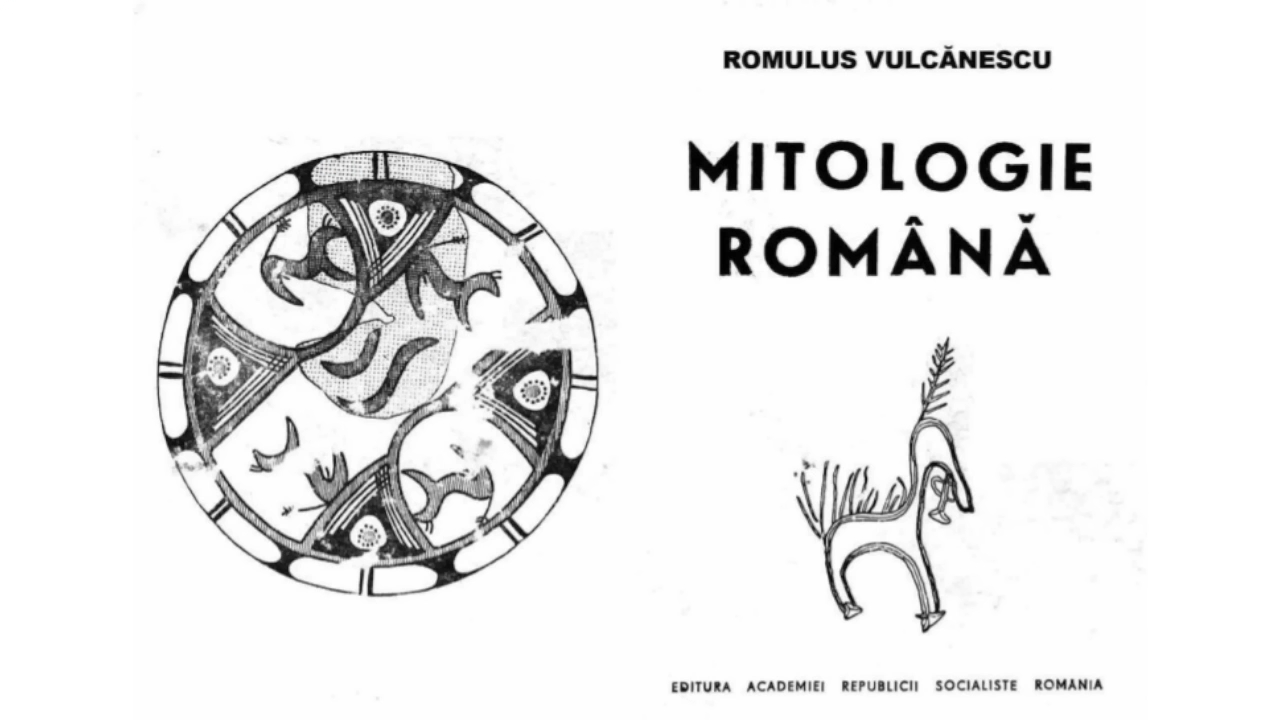 ROMULUS VULCĂNESCU
MITOLOGIE
ROMÂNĂ
EDITURA ACADEMIEI REPUBLICII SOCIALISTE ROMANIA